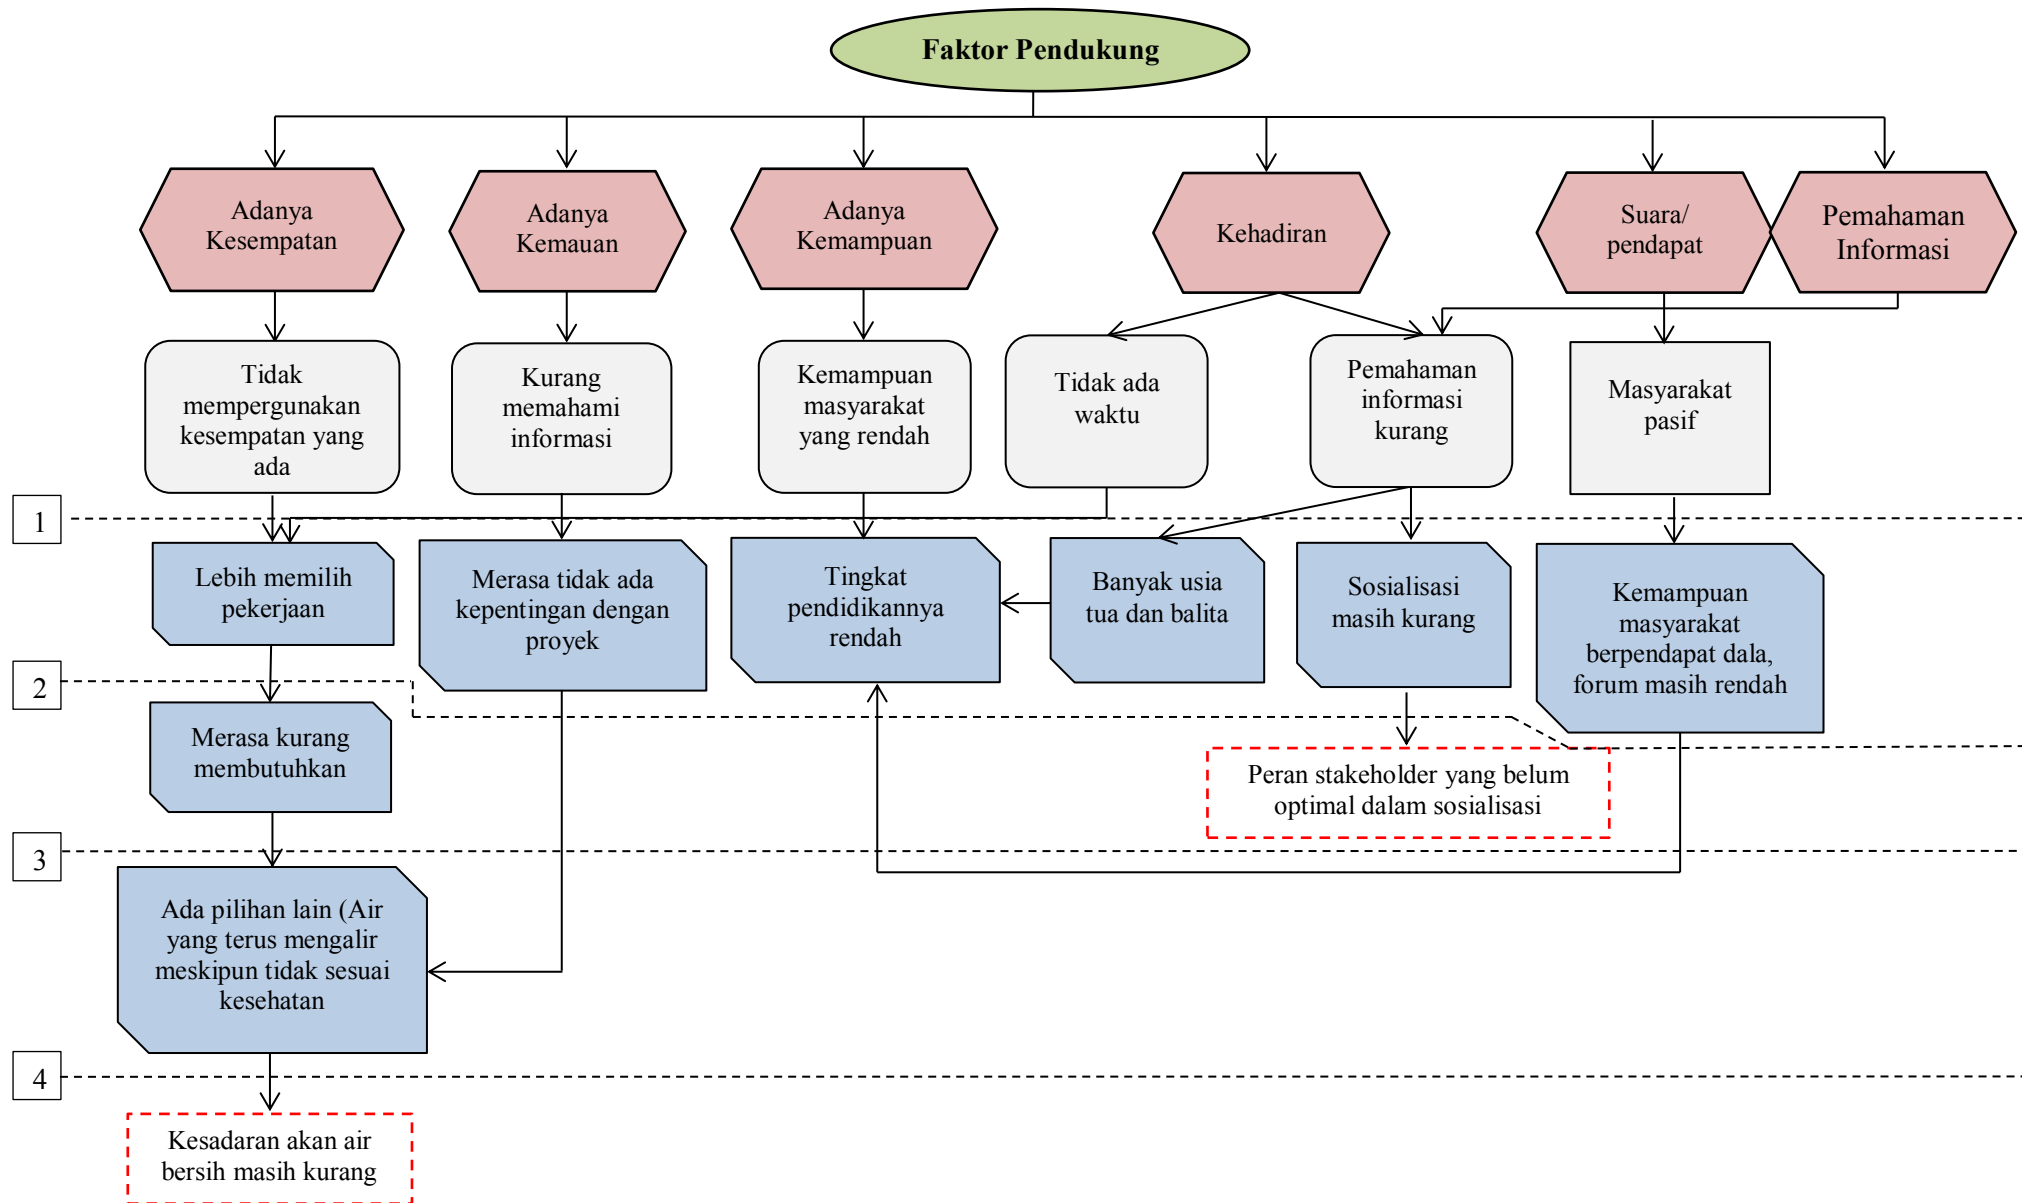 Faktor Pendukung
Adanya
Kesempatan
Adanya
Kemauan
Adanya
Kemampuan
Kehadiran
Suara/
pendapat
Pemahaman
Informasi
Tidak
mempergunakan
kesempatan yang
ada
Kurang
memahami
informasi
Kemampuan
masyarakat
yang rendah
Tidak ada
waktu
Pemahaman
informasi
kurang
Masyarakat
pasif
1
Lebih memilih
pekerjaan
Merasa tidak ada
kepentingan dengan
proyek
Tingkat
pendidikannya
rendah
Banyak usia
tua dan balita
Sosialisasi
masih kurang
Kemampuan
masyarakat
berpendapat dala,
forum masih rendah
2
Merasa kurang
membutuhkan
Peran stakeholder yang belum
optimal dalam sosialisasi
3
Ada pilihan lain (Air
yang terus mengalir
meskipun tidak sesuai
kesehatan
4
Kesadaran akan air
bersih masih kurang